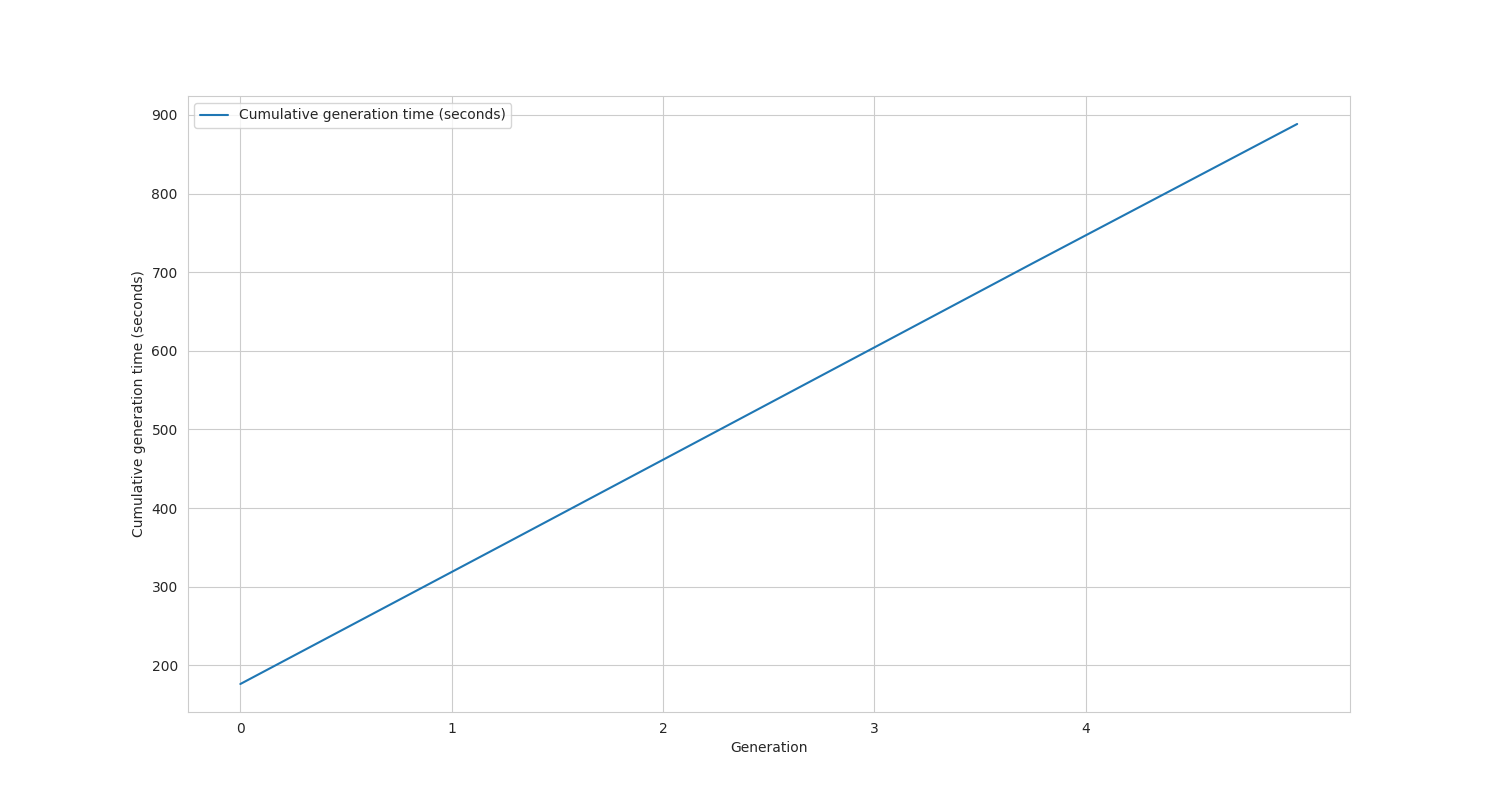 Cumulative generation time (seconds)
900
800
700
600
500
400
300
200
Cumulative generation time (seconds)
0 1 2 3 4
Generation